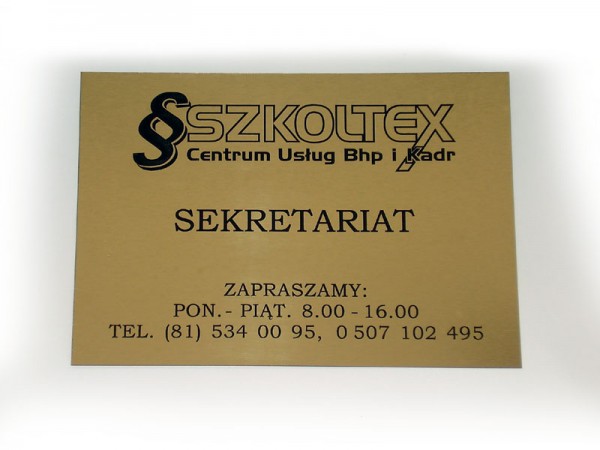 § SZKOLTEX
Centrum Usług Bhp i Kadr
SEKRETARIAT
ZAPRASZAMY:
PON.- PIĄT. 8.00 - 16.00
TEL. (81) 534 00 95, 0 507 102 495